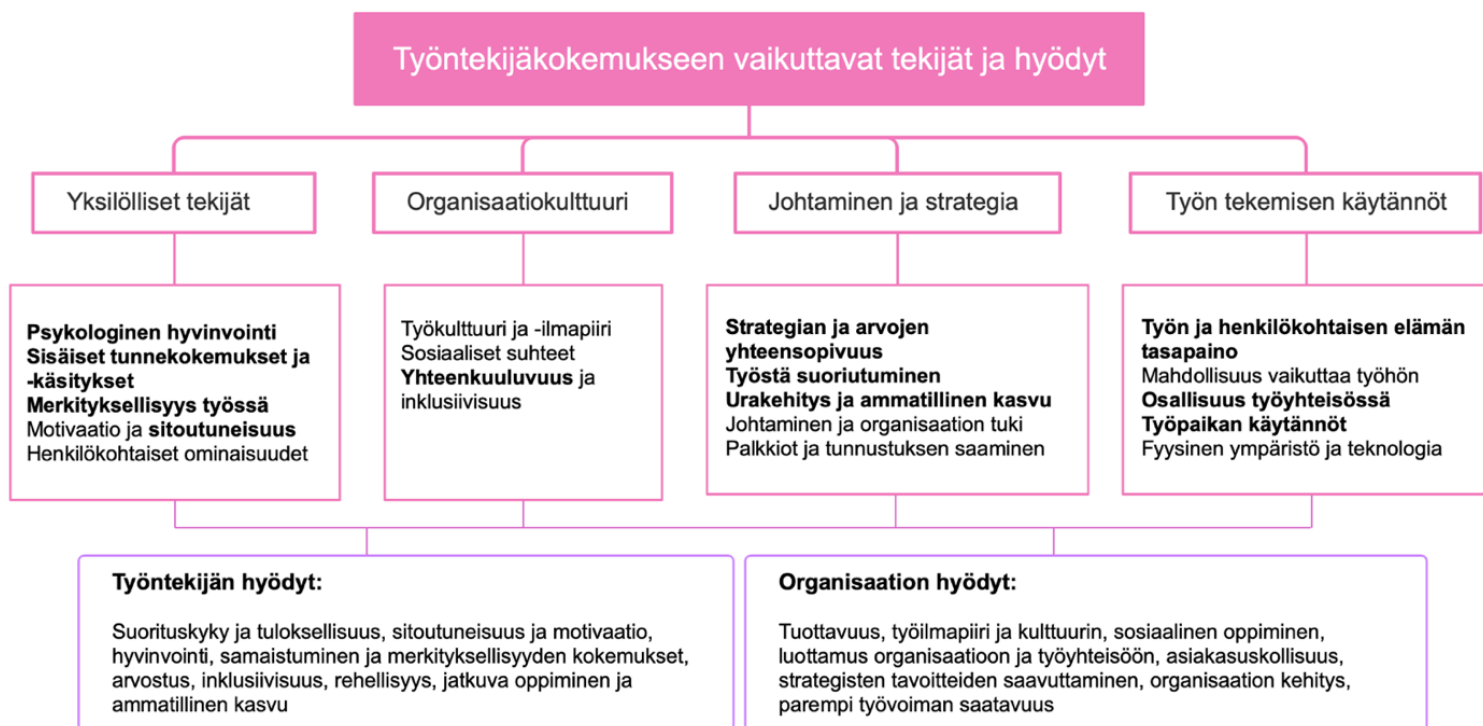 Työntekijäkokemukseen vaikuttavat tekijät ja hyödyt
Yksilölliset tekijät
Organisaatiokulttuuri
Johtaminen ja strategia
Työn tekemisen käytännöt
Psykologinen hyvinvointi
Sisäiset tunnekokemukset ja
-käsitykset
Merkityksellisyys työssä
Motivaatio ja sitoutuneisuus
Henkilökohtaiset ominaisuudet
Työkulttuuri ja -ilmapiiri
Sosiaaliset suhteet
Yhteenkuuluvuus ja
inklusiivisuus
Strategian ja arvojen
yhteensopivuus
Työstä suoriutuminen
Urakehitys ja ammatillinen kasvu
Johtaminen ja organisaation tuki
Palkkiot ja tunnustuksen saaminen
Työn ja henkilökohtaisen elämän
tasapaino
Mahdollisuus vaikuttaa työhön
Osallisuus työyhteisössä
Työpaikan käytännöt
Fyysinen ympäristö ja teknologia
Työntekijän hyödyt:
Suorituskyky ja tuloksellisuus, sitoutuneisuus ja motivaatio,
hyvinvointi, samaistuminen ja merkityksellisyyden kokemukset,
arvostus, inklusiivisuus, rehellisyys, jatkuva oppiminen ja
ammatillinen kasvu
Organisaation hyödyt:
Tuottavuus, työilmapiiri ja kulttuurin, sosiaalinen oppiminen,
luottamus organisaatioon ja työyhteisöön, asiakasuskollisuus,
strategisten tavoitteiden saavuttaminen, organisaation kehitys,
parempi työvoiman saatavuus